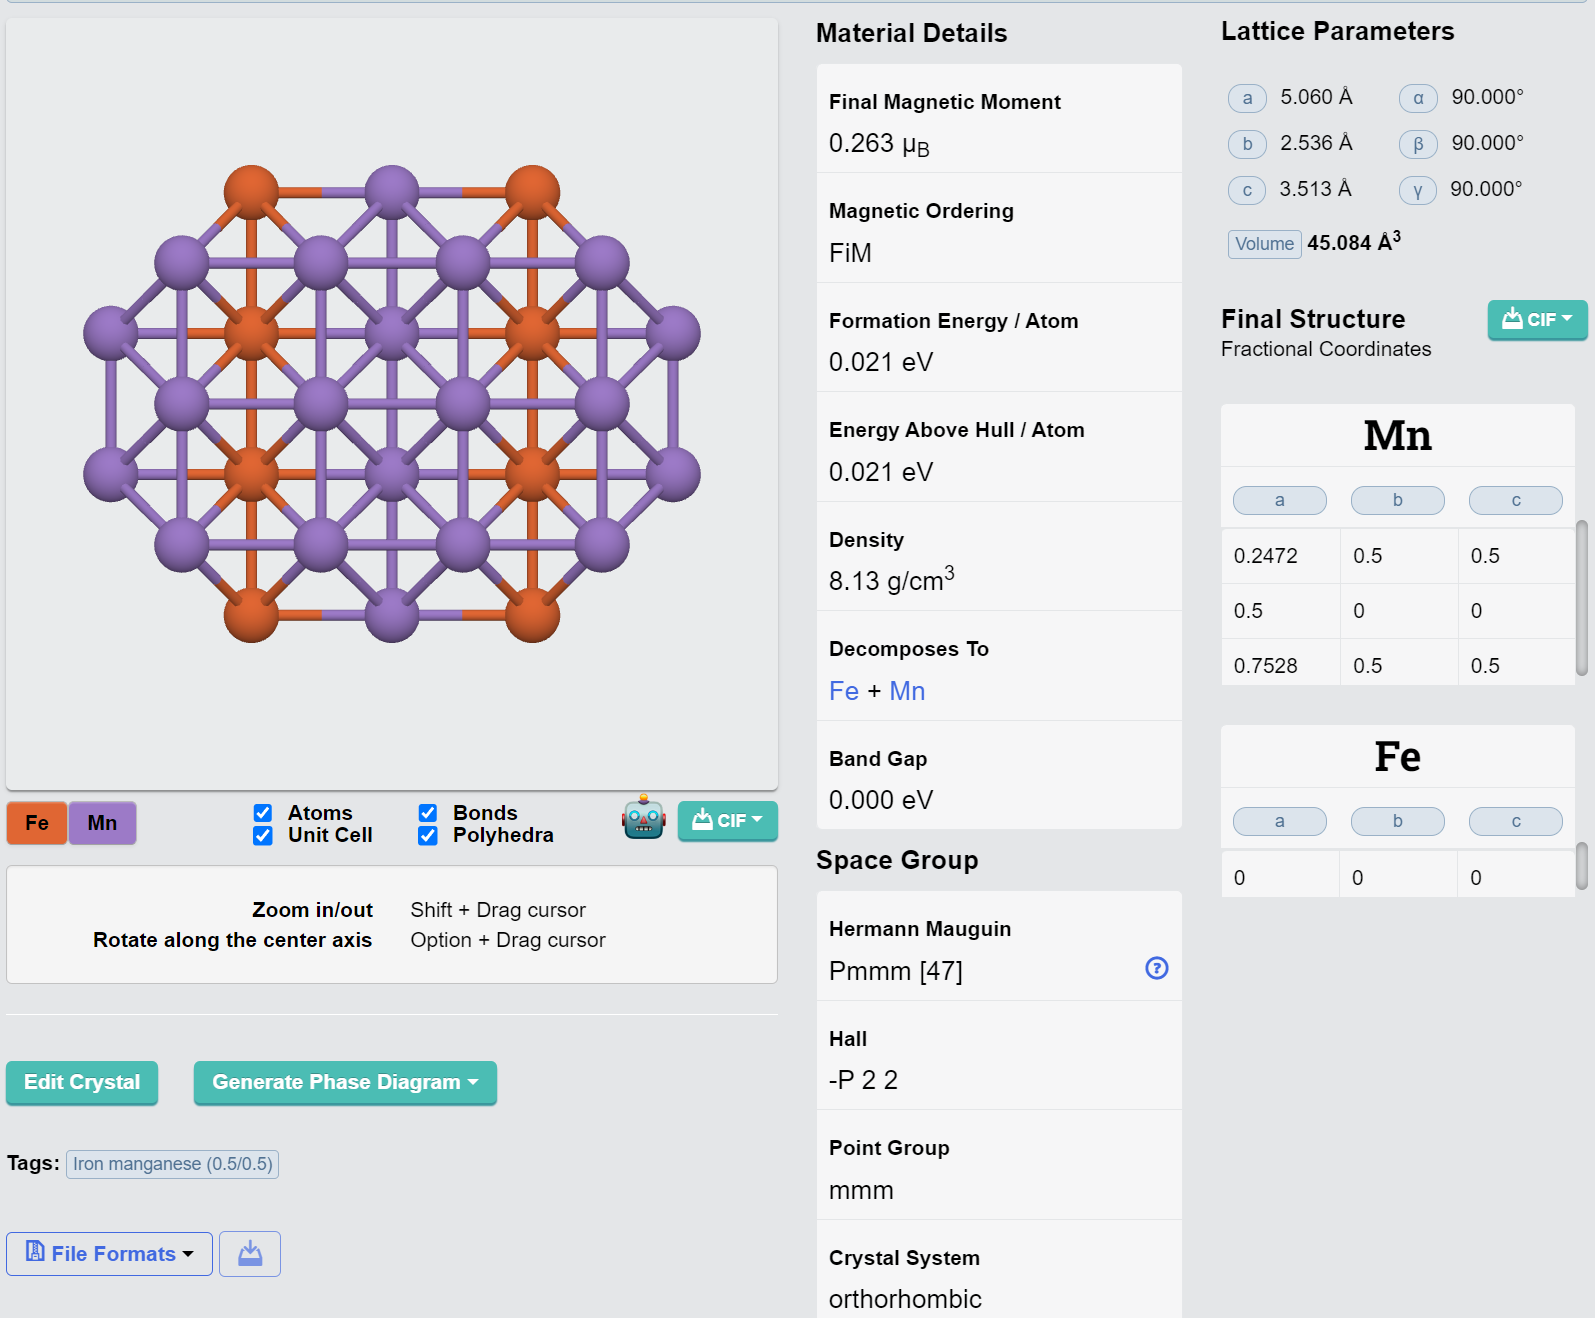 Material Details
Final Magnetic Moment
0.263 μB
Magnetic Ordering
FiM
Formation Energy / Atom
0.021 eV
Energy Above Hull / Atom
0.021 eV
Density
8.13 g/cm³
Decomposes To
Fe + Mn
Band Gap
0.000 eV
Space Group
Hermann Mauguin
Pmmm [47]
?
Hall
-P 2 2
Point Group
mmm
Crystal System
orthorhombic
Lattice Parameters
a 5.060 Å α 90.000°
b 2.536 Å β 90.000°
c 3.513 Å γ 90.000°
Volume 45.084 Å³
Final Structure
Fractional Coordinates
CIF
Mn
a b c
0.2472 0.5 0.5
0.5 0 0
0.7528 0.5 0.5
Fe
a b c
0 0 0
Fe Mn
Atoms Bonds
Unit Cell Polyhedra
CIF
Zoom in/out Shift + Drag cursor
Rotate along the center axis Option + Drag cursor
Edit Crystal Generate Phase Diagram
Tags: Iron manganese (0.5/0.5)
File Formats